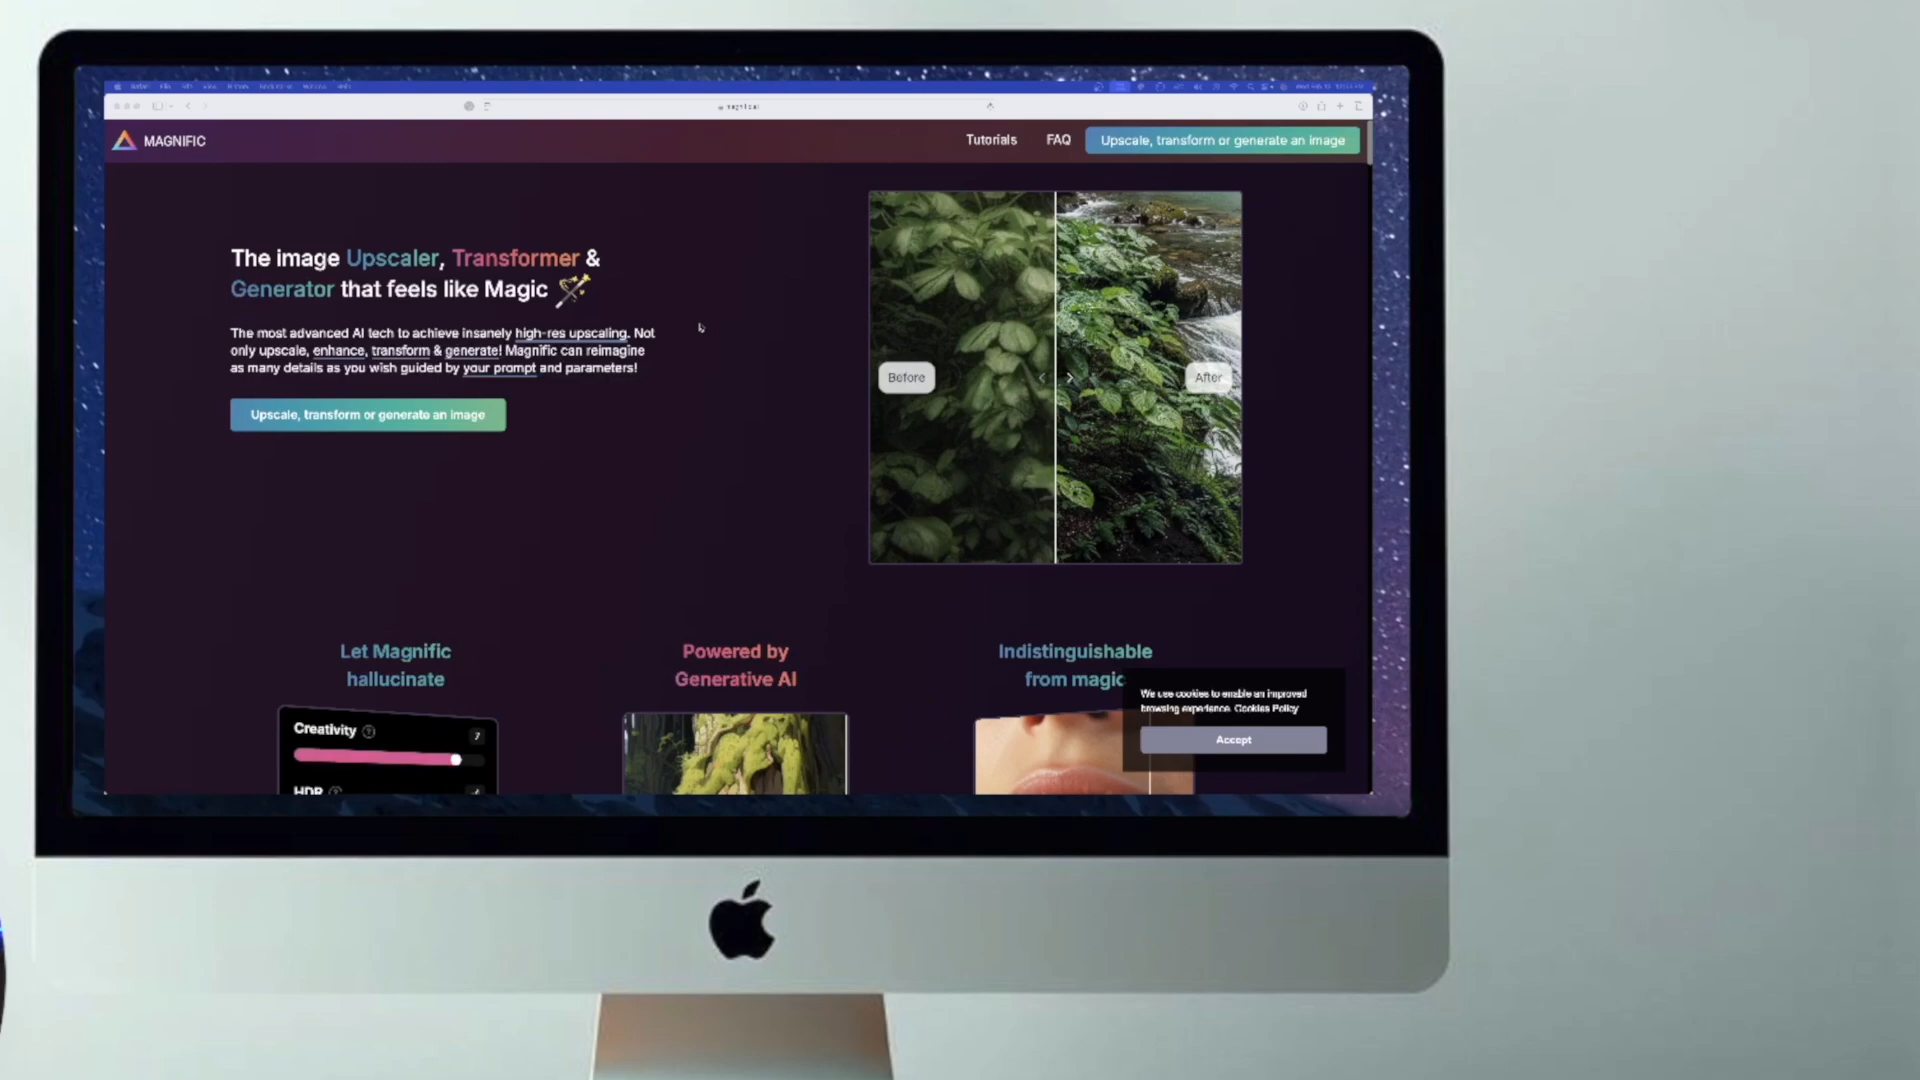 MAGNIFIC
Tutorials
FAQ
Upscale, transform or generate an image
The image Upscaler, Transformer &
Generator that feels like Magic
The most advanced AI tech to achieve insanely high-res upscaling. Not
only upscale, enhance, transform & generate! Magnific can reimagine
as many details as you wish guided by your prompt and parameters!
Upscale, transform or generate an image
Before
After
Let Magnific
hallucinate
Powered by
Generative AI
Indistinguishable
from magic
Creativity
7
HDR
We use cookies to enable an improved
browsing experience. Cookies Policy
Accept